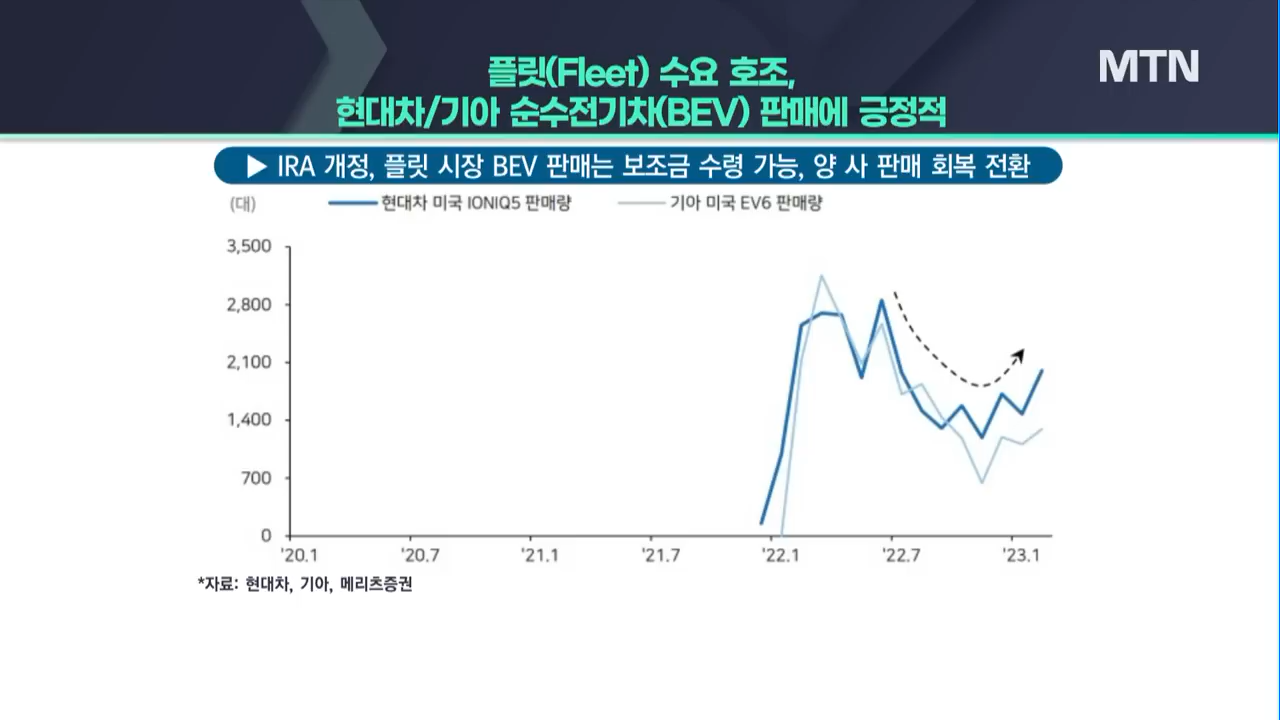 플릿(Fleet) 수요 호조,
MTN
현대차/기아 순수전기차(BEV) 판매에 긍정적
▶ IRA 개정, 플릿 시장 BEV 판매는 보조금 수령 가능, 양 사 판매 회복 전환
(대)
현대차 미국 IONIQ5 판매량
기아 미국 EV6 판매량
3,500
2,800
2,100
1,400
700
0
'20.1 '20.7 '21.1 '21.7 '22.1 '22.7 '23.1
*자료: 현대차, 기아, 메리츠증권